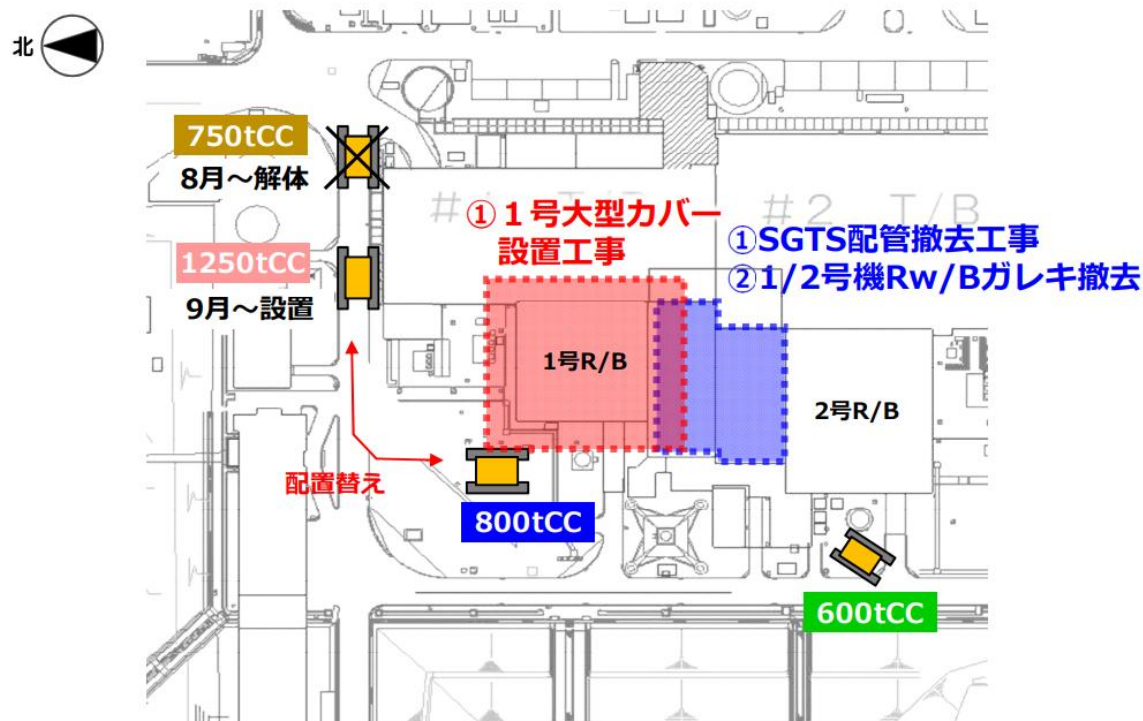 北
750tCC
8月～解体
1250tCC
9月～設置
# 1 T/B
①１号大型カバー
設置工事
# 2 T/B
①SGTS配管撤去工事
②1/2号機Rw/Bガレキ撤去
1号R/B
2号R/B
配置替え
800tCC
600tCC